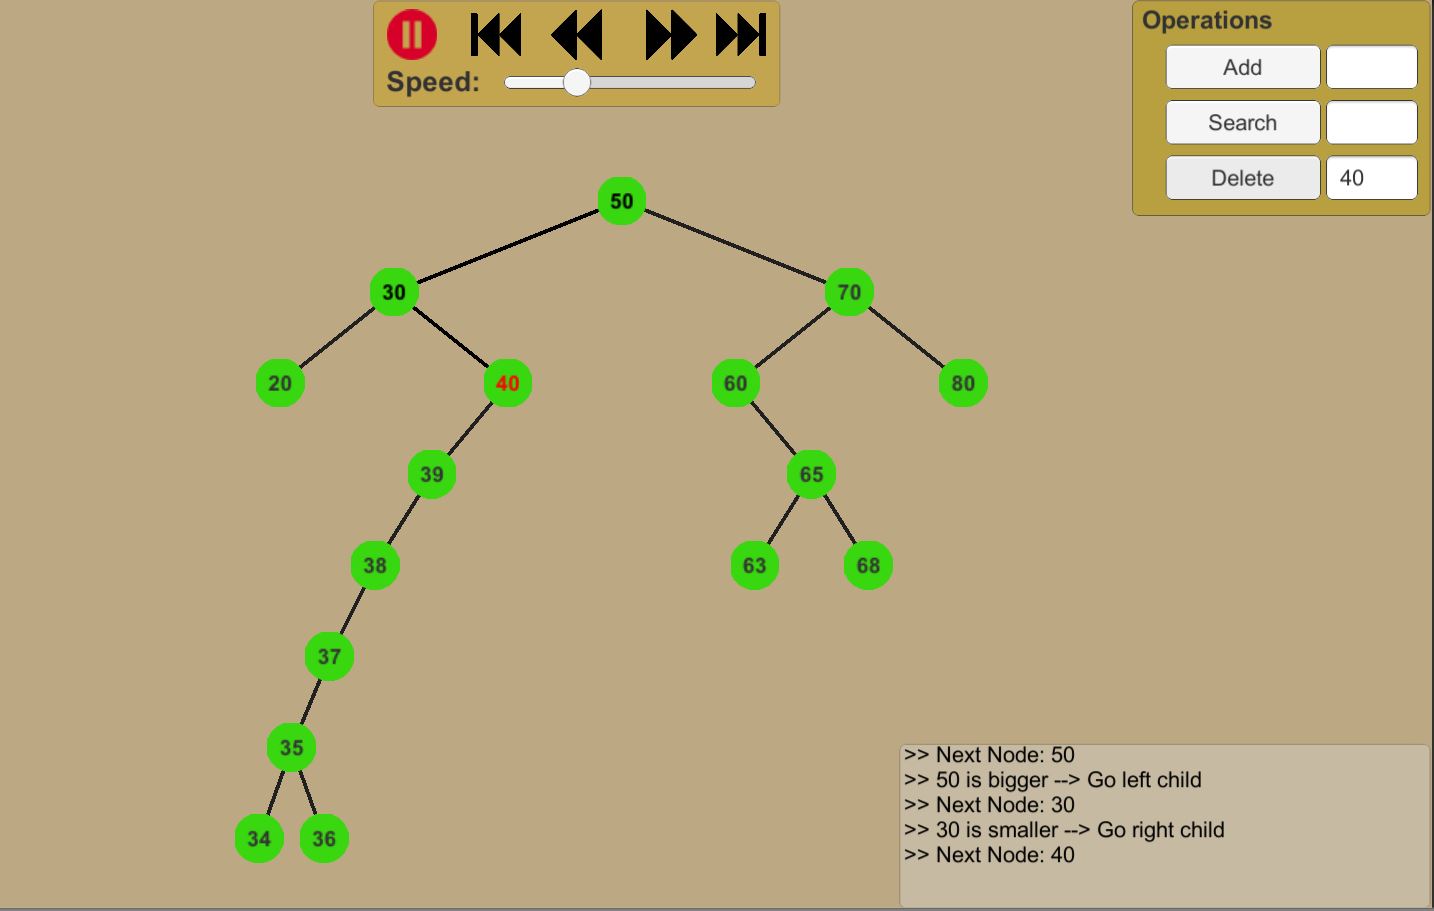 Speed:
Operations
Add
Search
Delete 40
50
30 70
20 40 60 80
39 65
38 63 68
37
35
34 36
>> Next Node: 50
>> 50 is bigger --> Go left child
>> Next Node: 30
>> 30 is smaller --> Go right child
>> Next Node: 40